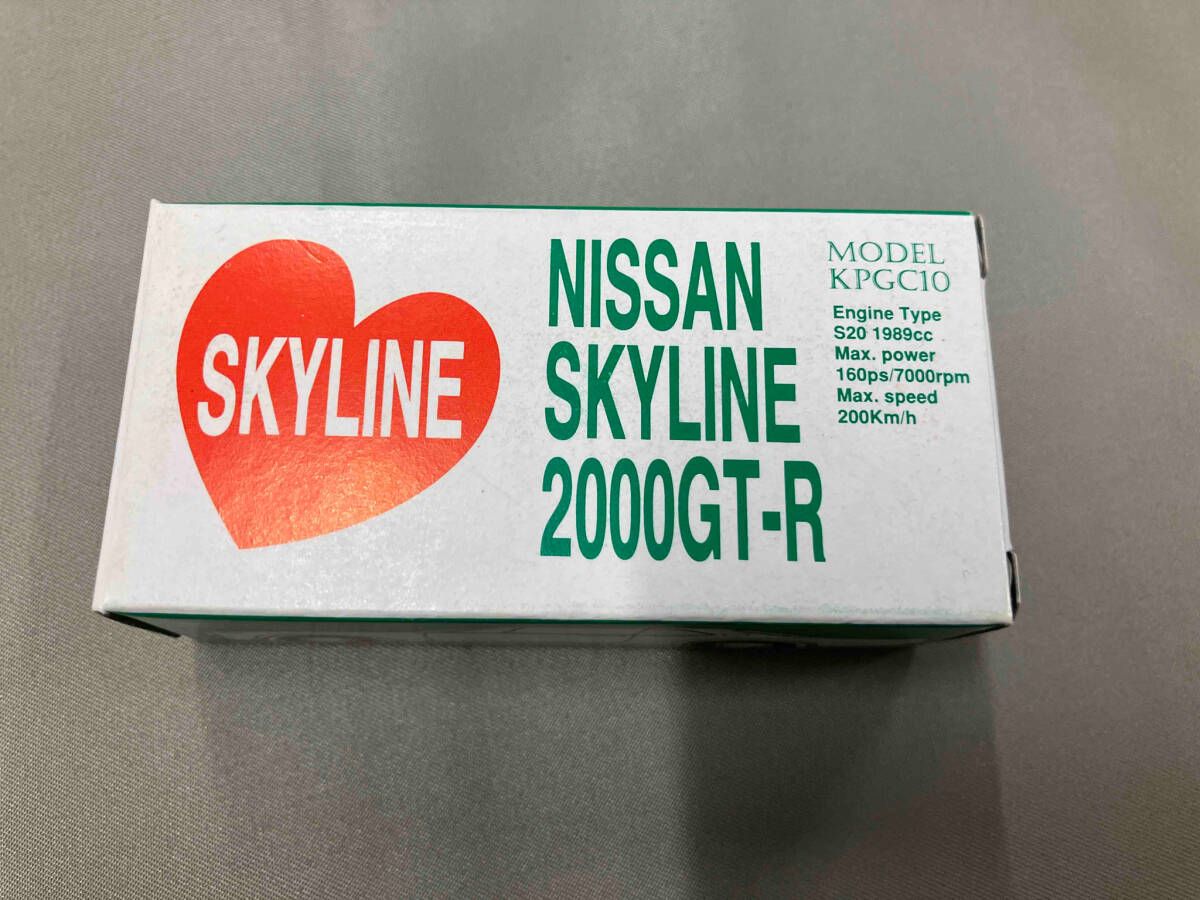 SKYLINE
NISSAN
SKYLINE
2000GT-R
MODEL
KPGC10
Engine Type
S20 1989cc
Max. power
160ps/7000rpm
Max. speed
200Km/h